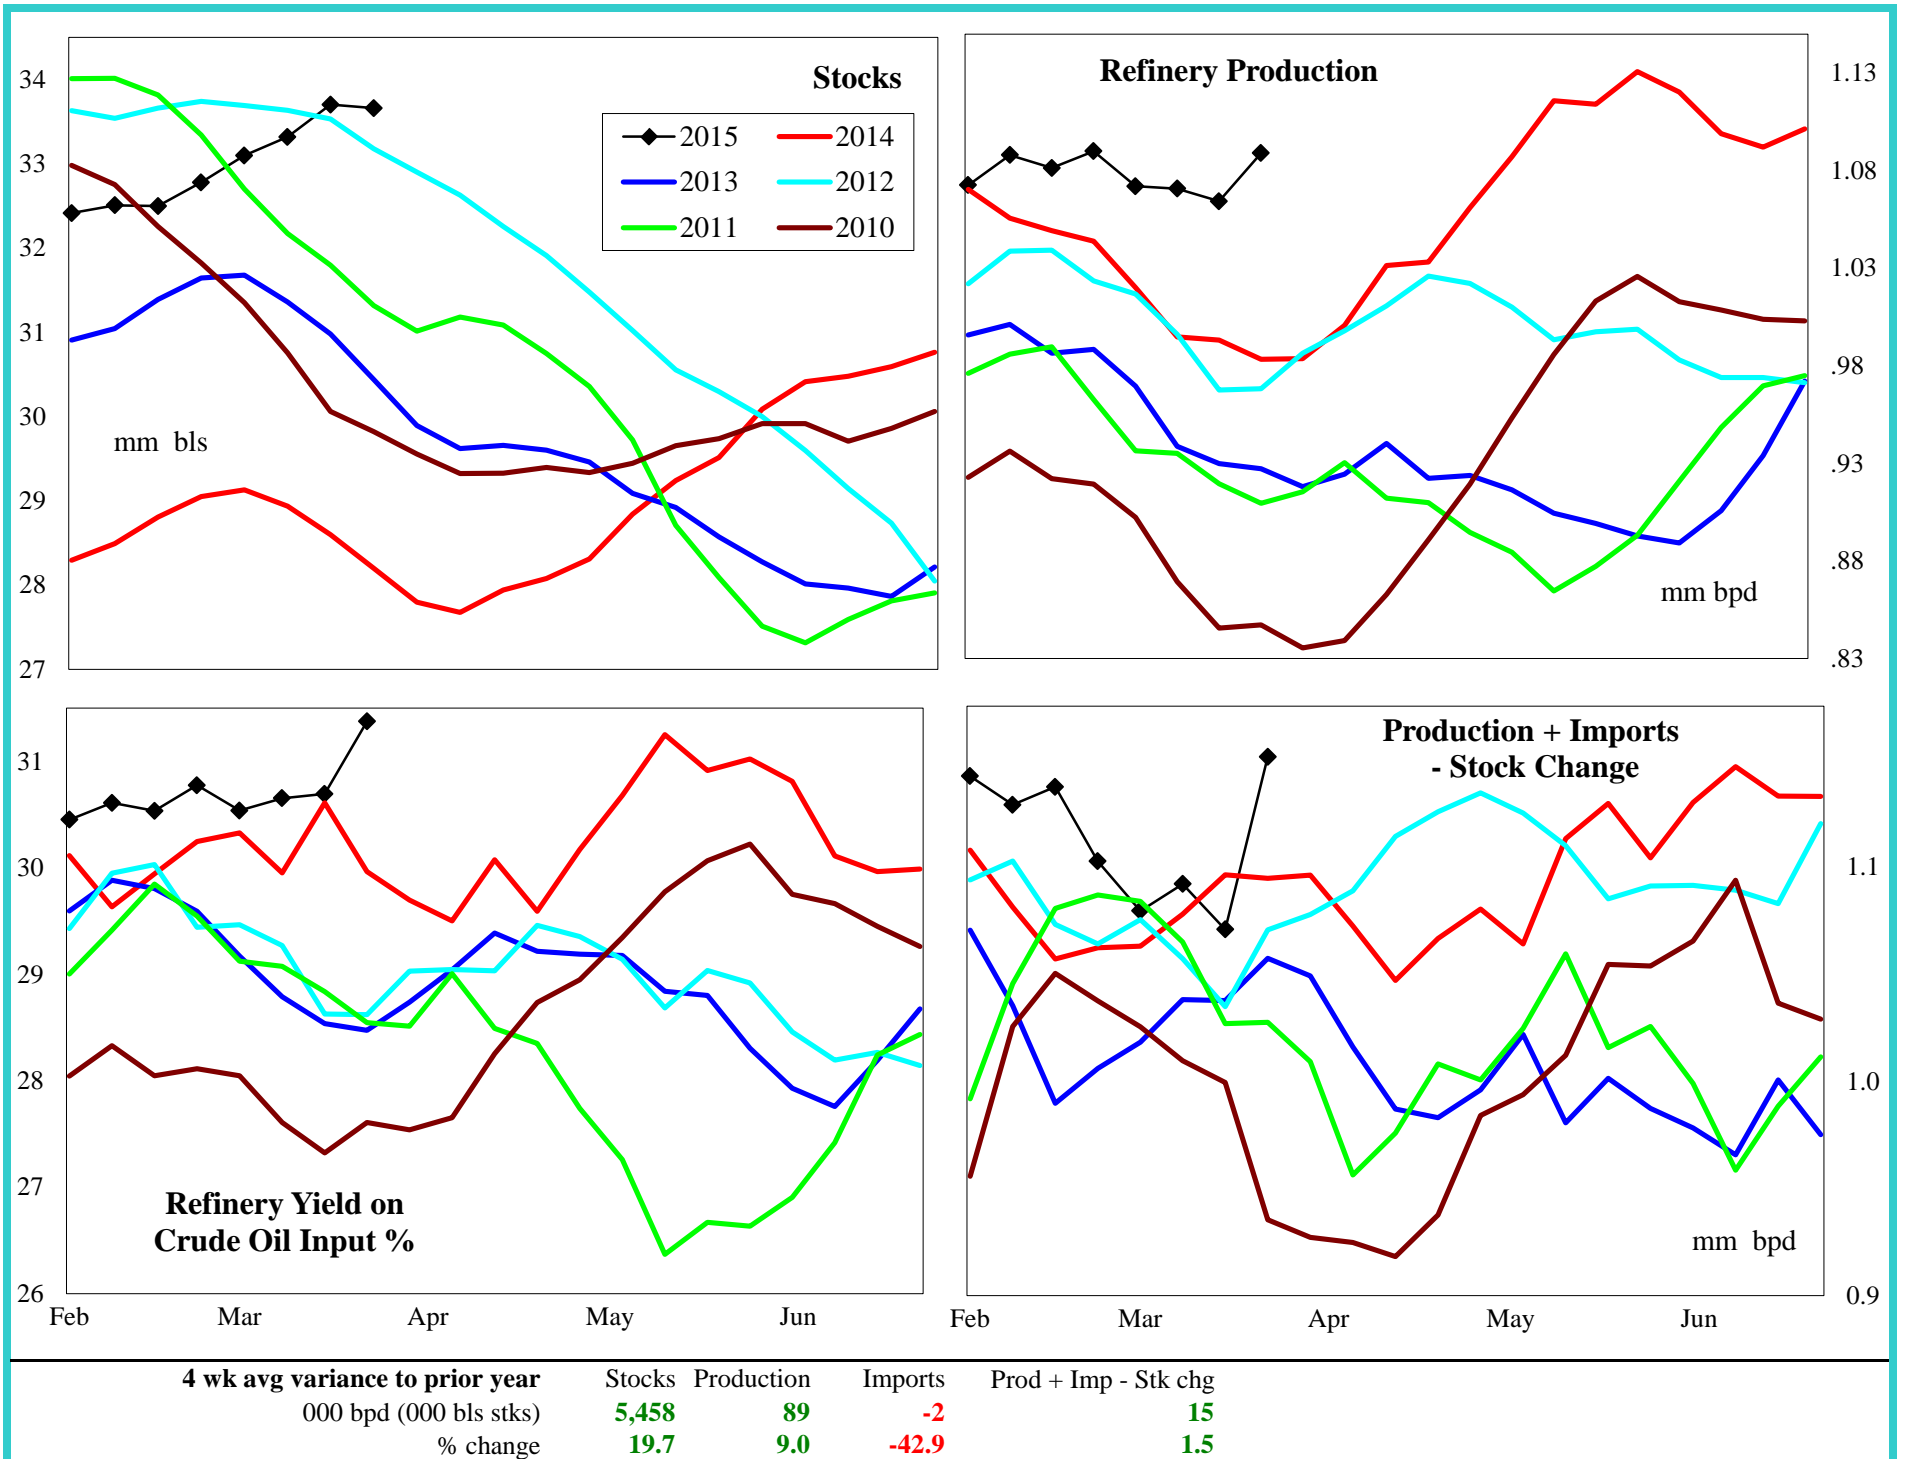 Stocks
34
33
32
31
30
29
28
27
2015 2014
2013 2012
2011 2010
mm bls
Refinery Production
1.13
1.08
1.03
.98
.93
.88
.83
mm bpd
31
30
29
28
27
26
Refinery Yield on
Crude Oil Input %
Feb Mar Apr May Jun
Production + Imports
- Stock Change
1.1
1.0
0.9
mm bpd
Feb Mar Apr May Jun
4 wk avg variance to prior year Stocks Production Imports Prod + Imp - Stk chg
000 bpd (000 bls stks) 5,458 89 -2 15
% change 19.7 9.0 -42.9 1.5